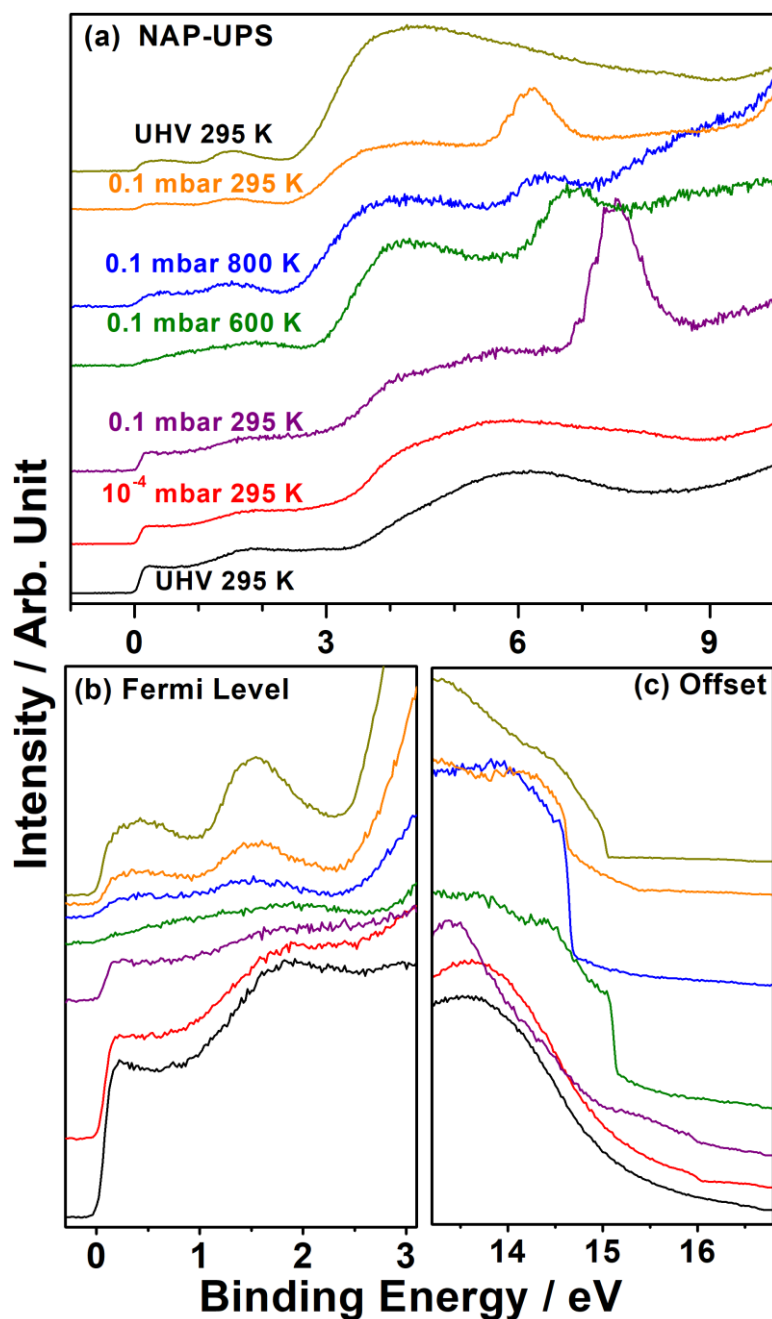 (a) NAP-UPS
UHV 295 K
0.1 mbar 295 K
0.1 mbar 800 K
0.1 mbar 600 K
0.1 mbar 295 K
10⁻⁴ mbar 295 K
UHV 295 K
0 3 6 9
Intensity / Arb. Unit
(b) Fermi Level
(c) Offset
0 1 2 3
14 15 16
Binding Energy / eV